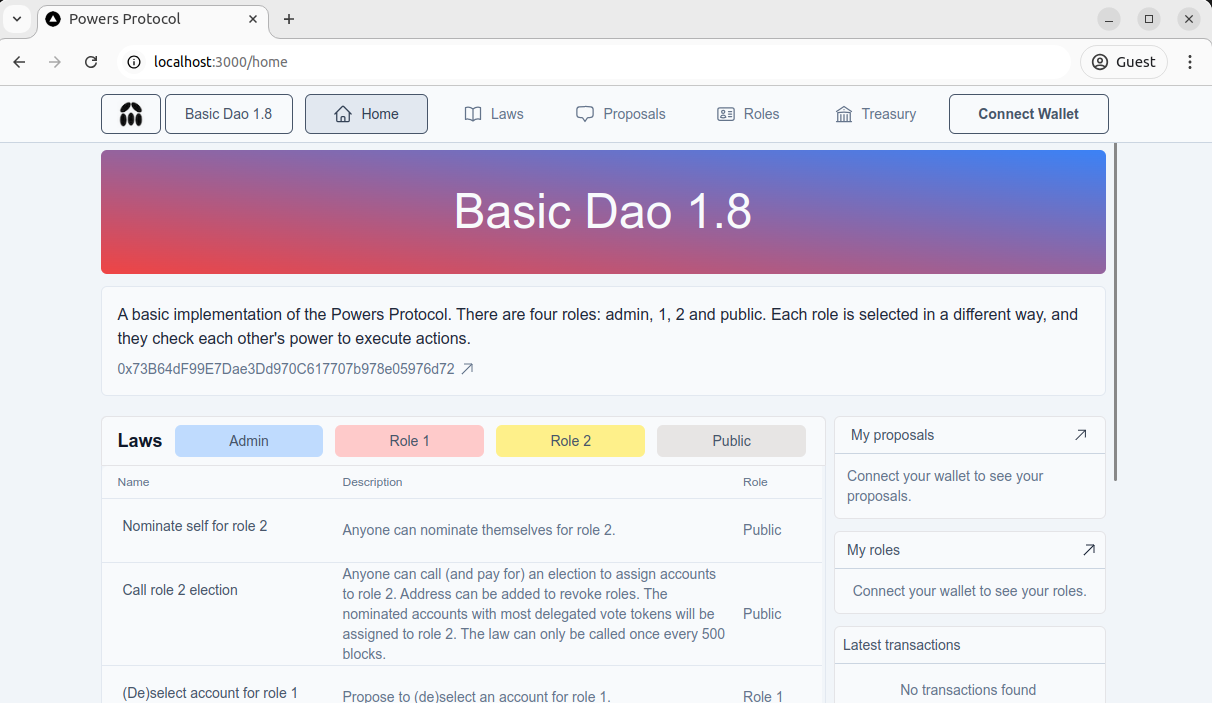 Powers Protocol
localhost:3000/home
Guest
Basic Dao 1.8
Home
Laws
Proposals
Roles
Treasury
Connect Wallet
Basic Dao 1.8
A basic implementation of the Powers Protocol. There are four roles: admin, 1, 2 and public. Each role is selected in a different way, and
they check each other's power to execute actions.
0x73B64dF99E7Dae3Dd970C617707b978e05976d72
Laws
Admin
Role 1
Role 2
Public
Name
Description
Role
Nominate self for role 2
Anyone can nominate themselves for role 2.
Public
Call role 2 election
Anyone can call (and pay for) an election to assign accounts
to role 2. Address can be added to revoke roles. The
nominated accounts with most delegated vote tokens will be
assigned to role 2. The law can only be called once every 500
blocks.
Public
(De)select account for role 1
Propose to (de)select an account for role 1.
Role 1
My proposals
Connect your wallet to see your
proposals.
My roles
Connect your wallet to see your roles.
Latest transactions
No transactions found